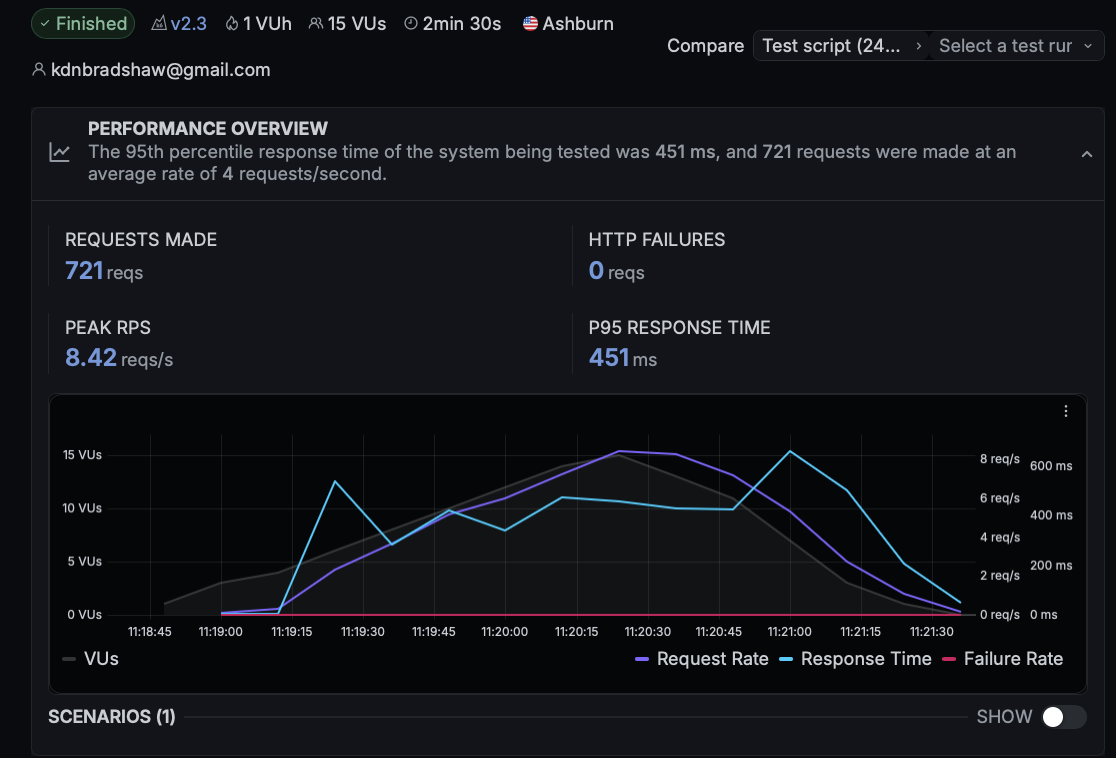 Finished v2.3 1 VUh 15 VUs 2min 30s Ashburn
Compare Test script (24... › Select a test rur
kdnbradshaw@gmail.com
PERFORMANCE OVERVIEW
The 95th percentile response time of the system being tested was 451 ms, and 721 requests were made at an
average rate of 4 requests/second.
REQUESTS MADE
721 reqs
HTTP FAILURES
0 reqs
PEAK RPS
8.42 reqs/s
P95 RESPONSE TIME
451 ms
15 VUs
10 VUs
5 VUs
0 VUs
8 req/s
6 req/s
4 req/s
2 req/s
0 req/s
600 ms
400 ms
200 ms
0 ms
11:18:45 11:19:00 11:19:15 11:19:30 11:19:45 11:20:00 11:20:15 11:20:30 11:20:45 11:21:00 11:21:15 11:21:30
VUs Request Rate Response Time Failure Rate
SCENARIOS (1) SHOW